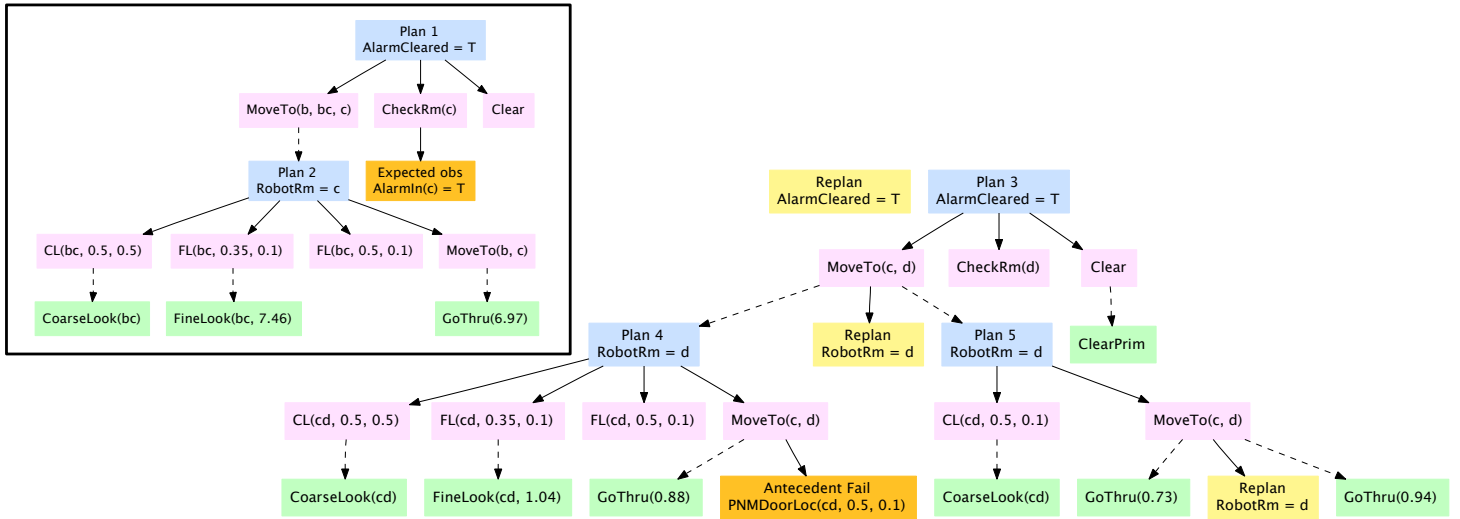 Plan 1
AlarmCleared = T
MoveTo(b, bc, c)
CheckRm(c)
Clear
Plan 2
RobotRm = c
Expected obs
AlarmIn(c) = T
CL(bc, 0.5, 0.5)
FL(bc, 0.35, 0.1)
FL(bc, 0.5, 0.1)
MoveTo(b, c)
CoarseLook(bc)
FineLook(bc, 7.46)
GoThru(6.97)
Replan
AlarmCleared = T
Plan 3
AlarmCleared = T
MoveTo(c, d)
CheckRm(d)
Clear
Plan 4
RobotRm = d
Replan
RobotRm = d
Plan 5
RobotRm = d
ClearPrim
CL(cd, 0.5, 0.5)
FL(cd, 0.35, 0.1)
FL(cd, 0.5, 0.1)
MoveTo(c, d)
CL(cd, 0.5, 0.1)
MoveTo(c, d)
CoarseLook(cd)
FineLook(cd, 1.04)
GoThru(0.88)
Antecedent Fail
PNMDoorLoc(cd, 0.5, 0.1)
CoarseLook(cd)
GoThru(0.73)
Replan
RobotRm = d
GoThru(0.94)